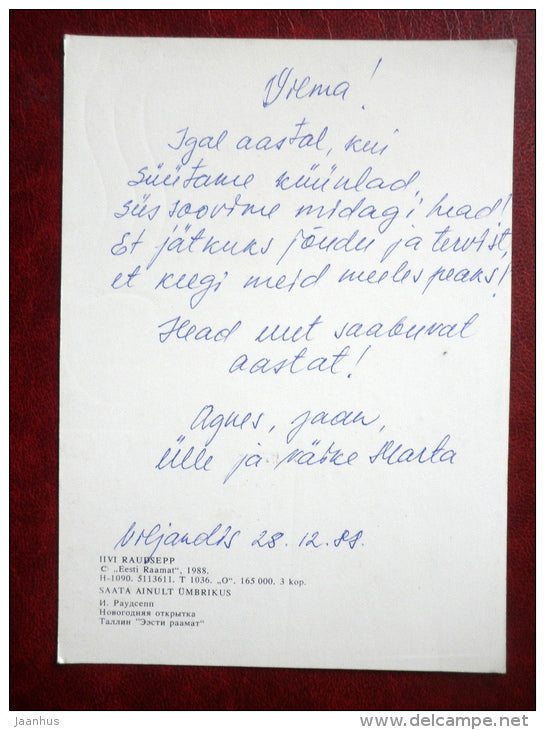 Vilma!
Igal aastal, kui
süütame küünlad,
siis soovime midagi head!
Et jätkuks jõudu ja tervist,
et keegi meid meeles peaks!
Head uut saabuvat
aastat!
Agnes, Jaan,
Ülle ja väike Marta
Viljandis 28.12.88.
IIVI RAUDSEPP
© „Eesti Raamat“, 1988.
H-1090. 5113611. T 1036. „O“. 165 000. 3 kop.
SAATA AINULT ÜMBRIKUS
И. Раудсепп
Новогодняя открытка
Таллин "Ээсти раамат"
jaanhus
www.delcampe.net